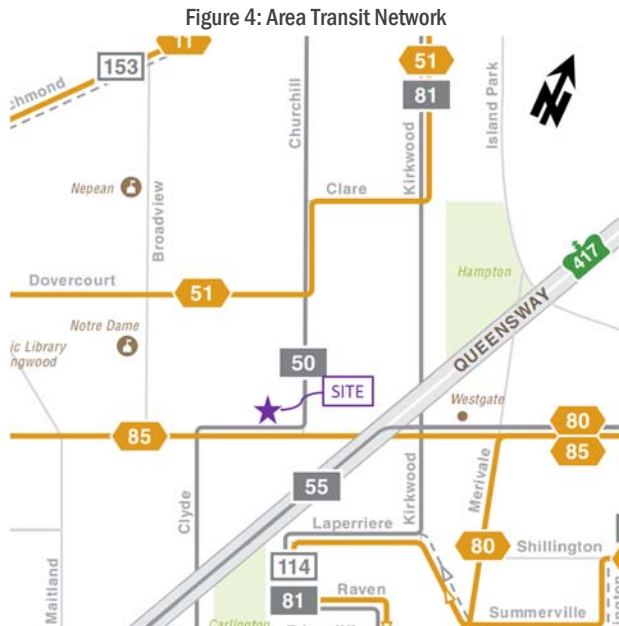 Figure 4: Area Transit Network
11
153
chmond
Churchill
51
81
Kirkwood
Island Park
N
417
Nepean
Broadview
Clare
Hampton
QUEENSWAY
Dovercourt
51
Notre Dame
ic Library
ngwood
50
SITE
Westgate
85
80
85
Clyde
55
Kirkwood
Merivale
Laperriere
80
Shillington
114
Maitland
81
Raven
Summerville
ington
Carlington